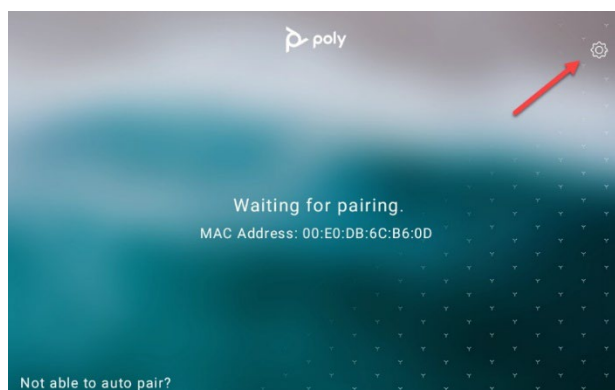 poly
Waiting for pairing.
MAC Address: 00:E0:DB:6C:B6:0D
Not able to auto pair?